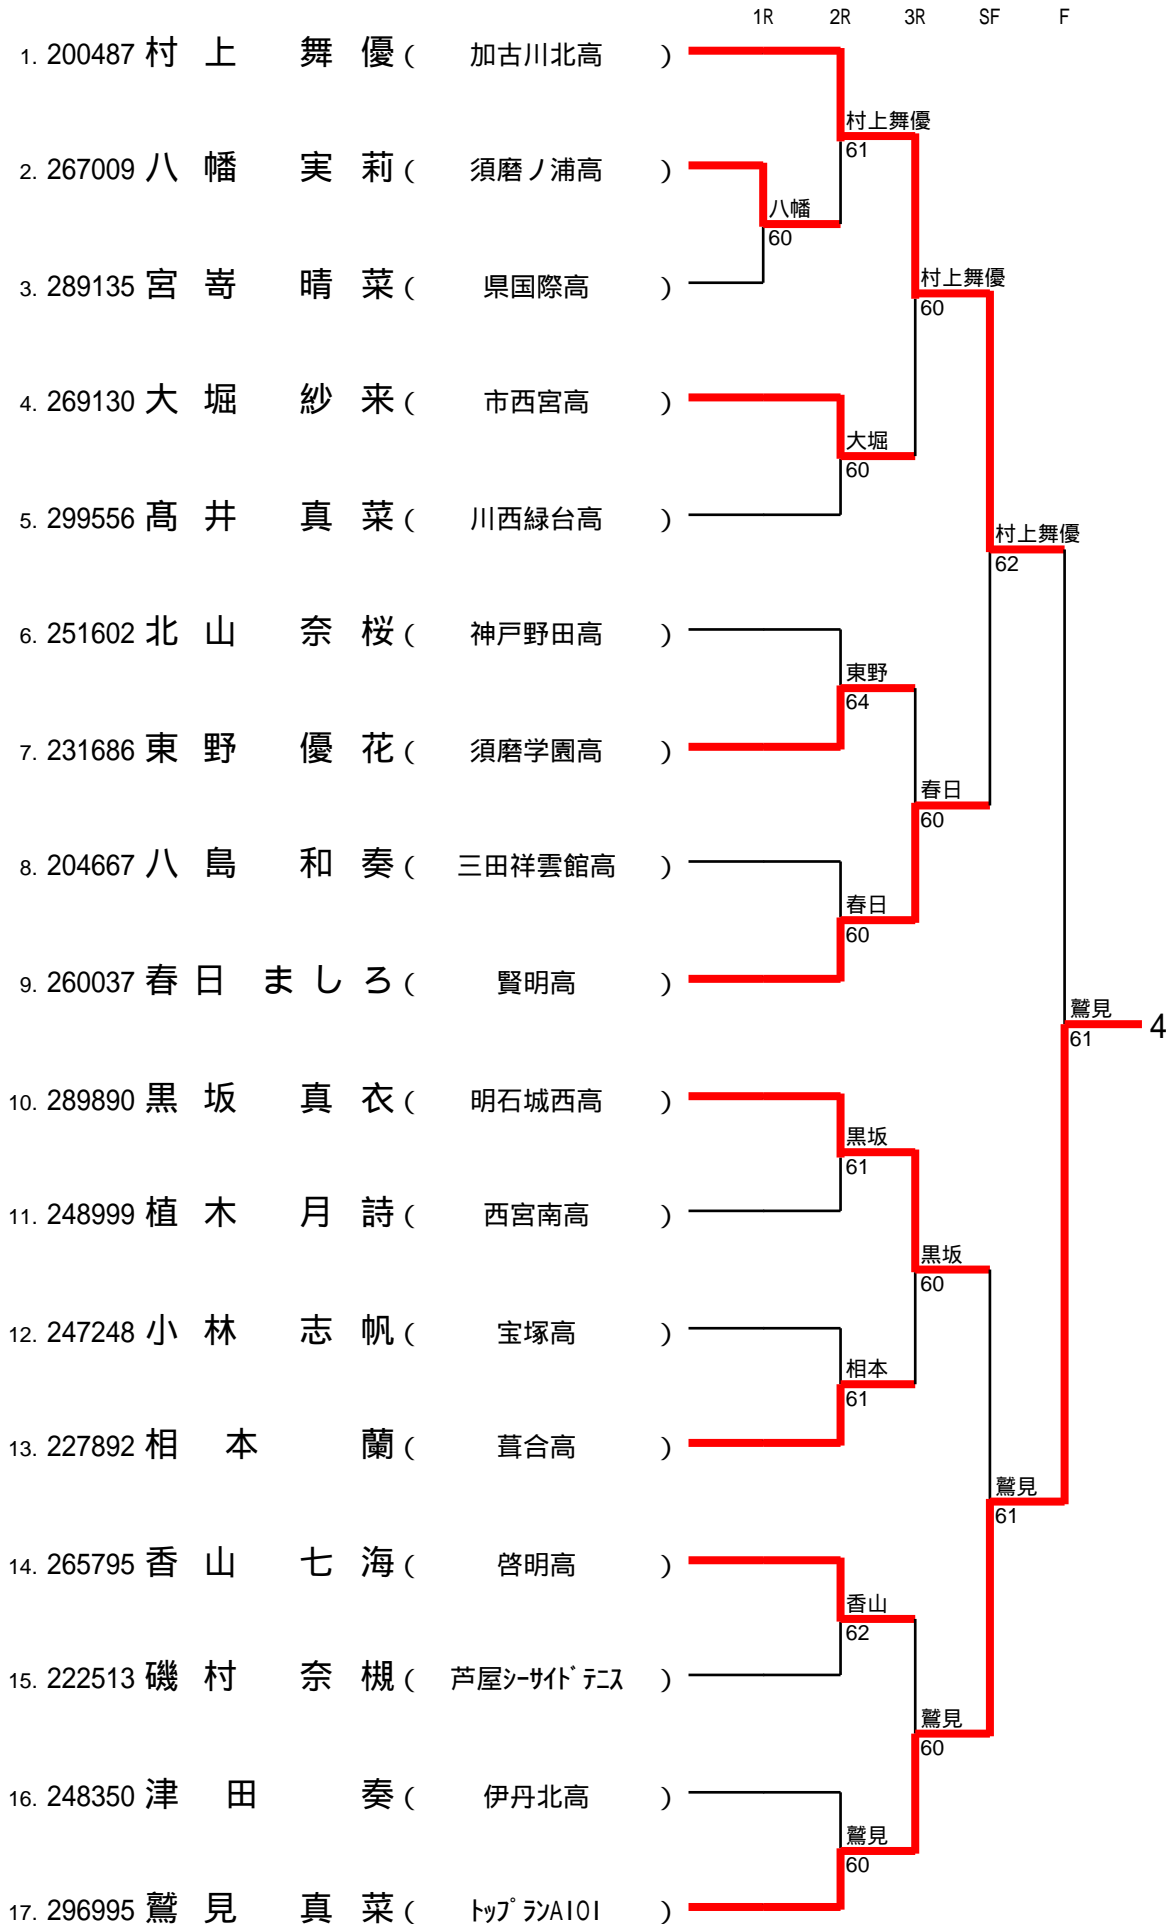 1R 2R 3R SF F
1. 200487 村上 舞優 ( 加古川北高 )
村上舞優
61
2. 267009 八幡 実莉 ( 須磨ノ浦高 )
八幡
60
3. 289135 宮嵜 晴菜 ( 県国際高 )
村上舞優
60
4. 269130 大堀 紗来 ( 市西宮高 )
大堀
60
5. 299556 髙井 真菜 ( 川西緑台高 )
村上舞優
62
6. 251602 北山 奈桜 ( 神戸野田高 )
東野
64
7. 231686 東野 優花 ( 須磨学園高 )
春日
60
8. 204667 八島 和奏 ( 三田祥雲館高 )
春日
60
9. 260037 春日 ましろ ( 賢明高 )
鷲見
61
4
10. 289890 黒坂 真衣 ( 明石城西高 )
黒坂
61
11. 248999 植木 月詩 ( 西宮南高 )
黒坂
60
12. 247248 小林 志帆 ( 宝塚高 )
相本
61
13. 227892 相本 蘭 ( 葺合高 )
鷲見
61
14. 265795 香山 七海 ( 啓明高 )
香山
62
15. 222513 磯村 奈槻 ( 芦屋シーサイドテニス )
鷲見
60
16. 248350 津田 奏 ( 伊丹北高 )
鷲見
60
17. 296995 鷲見 真菜 ( トップランAIOI )